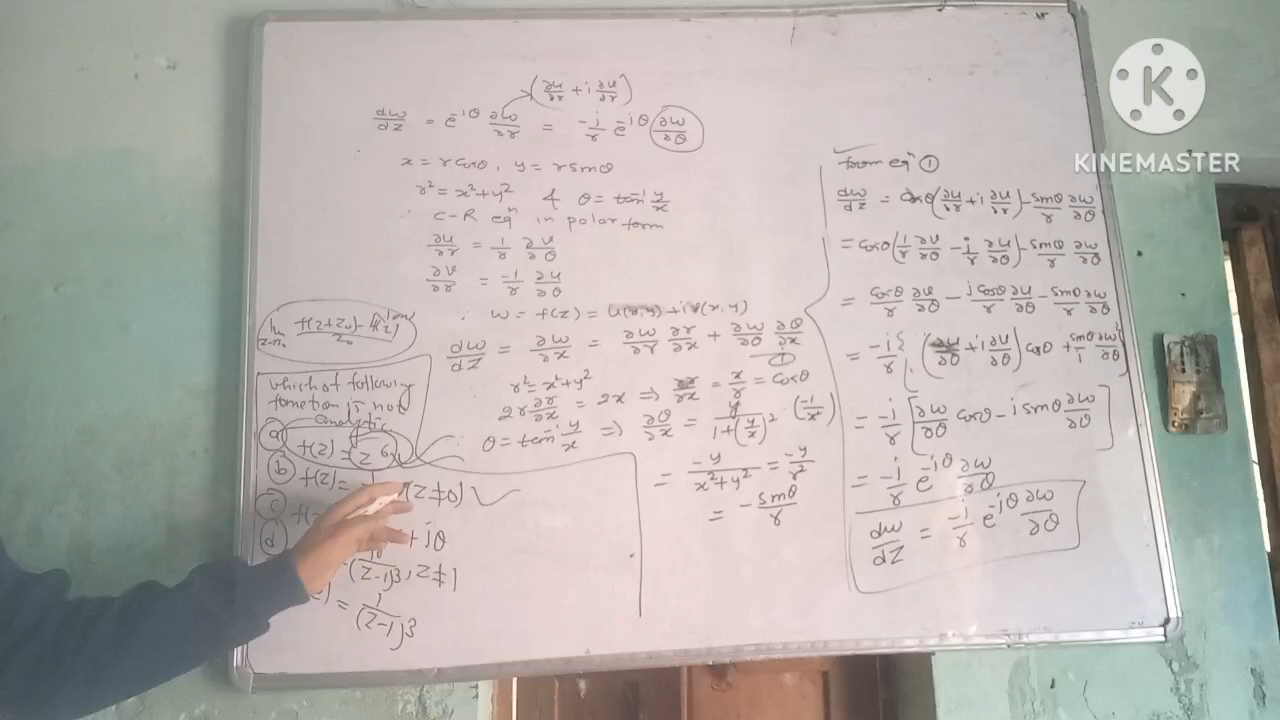 (∂u/∂r + i ∂v/∂r)
dw/dz = e^-iθ ∂w/∂r = -i/r e^-iθ ∂w/∂θ
x = r cosθ, y = r sinθ
r² = x²+y² & θ = tan⁻¹ y/x
∴ C-R eqⁿ in polar form
∂u/∂r = 1/r ∂v/∂θ
∂v/∂r = -1/r ∂u/∂θ
∴ w = f(z) = u(x,y)+iv(x,y)
dw/dz = ∂w/∂x = ∂w/∂r ∂r/∂x + ∂w/∂θ ∂θ/∂x
①
r² = x²+y²
2r ∂r/∂x = 2x ⇒ ∂r/∂x = x/r = cosθ
∴ θ = tan⁻¹ y/x ⇒ ∂θ/∂x = y/(1+(y/x)²) (-1/x²)
= -y/(x²+y²) = -y/r²
= -sinθ/r
lim f(z+z₀) - f(z)
z₀
which of following
function is not
analytic
(a) f(z) = z
(b) f(z) = (z≠0)
(c) f(
(d) + iθ
(z-1)³, z≠1
= 1/(z-1)³
from eqⁿ ①
dw/dz = cosθ(∂u/∂r + i ∂v/∂r) - sinθ/r ∂w/∂θ
= cosθ(1/r ∂v/∂θ - i/r ∂u/∂θ) - sinθ/r ∂w/∂θ
= cosθ/r ∂v/∂θ - i cosθ/r ∂u/∂θ - sinθ/r ∂w/∂θ
= -i/r { (∂u/∂θ + i ∂v/∂θ) cosθ + sinθ/i ∂w/∂θ }
= -i/r [∂w/∂θ cosθ - i sinθ ∂w/∂θ]
= -i/r e^-iθ ∂w/∂θ
dw/dz = -i/r e^-iθ ∂w/∂θ
K
KINEMASTER